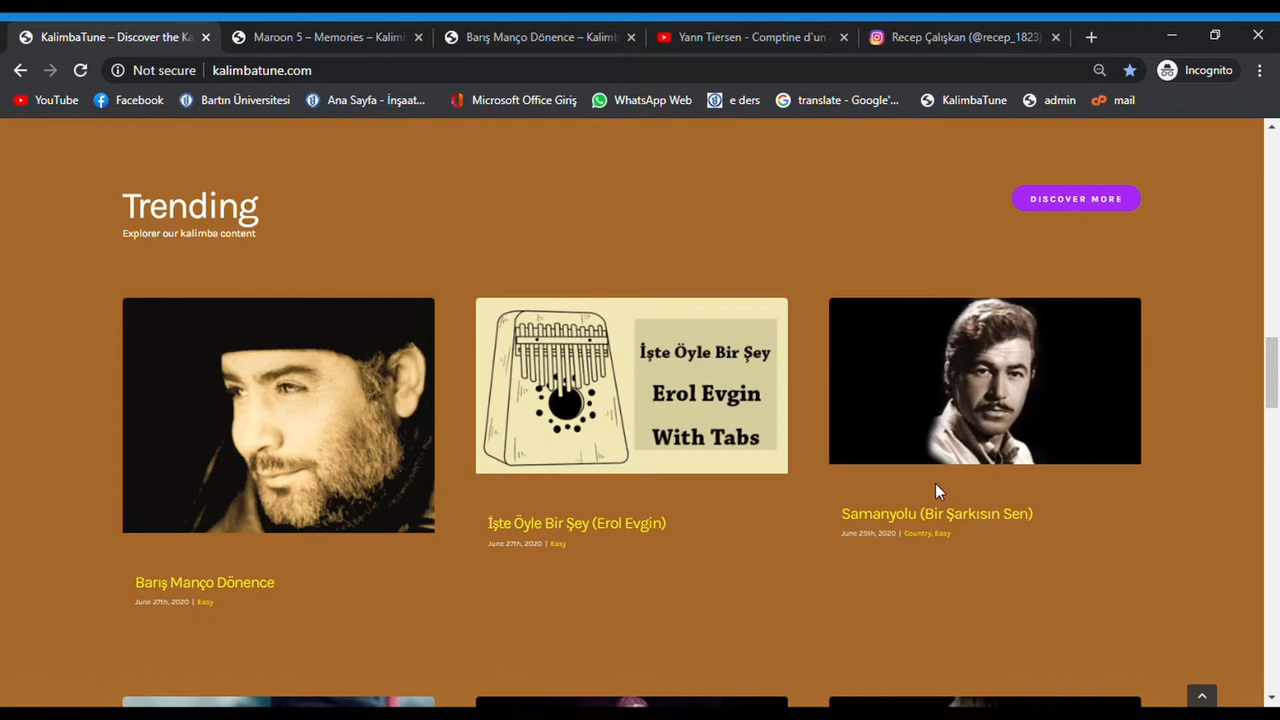 KalimbaTune – Discover the Ka
Maroon 5 – Memories – Kalim
Barış Manço Dönence – Kalimb
Yann Tiersen - Comptine d`un
Recep Çalışkan (@recep_1823)
Not secure
kalimbatune.com
Incognito
YouTube
Facebook
Bartın Üniversitesi
Ana Sayfa - İnşaat...
Microsoft Office Giriş
WhatsApp Web
e ders
translate - Google'...
KalimbaTune
admin
mail
Trending
Explorer our kalimba content
DISCOVER MORE
İşte Öyle Bir Şey
Erol Evgin
With Tabs
Barış Manço Dönence
June 27th, 2020 | Easy
İşte Öyle Bir Şey (Erol Evgin)
June 27th, 2020 | Easy
Samanyolu (Bir Şarkısın Sen)
June 25th, 2020 | Country, Easy